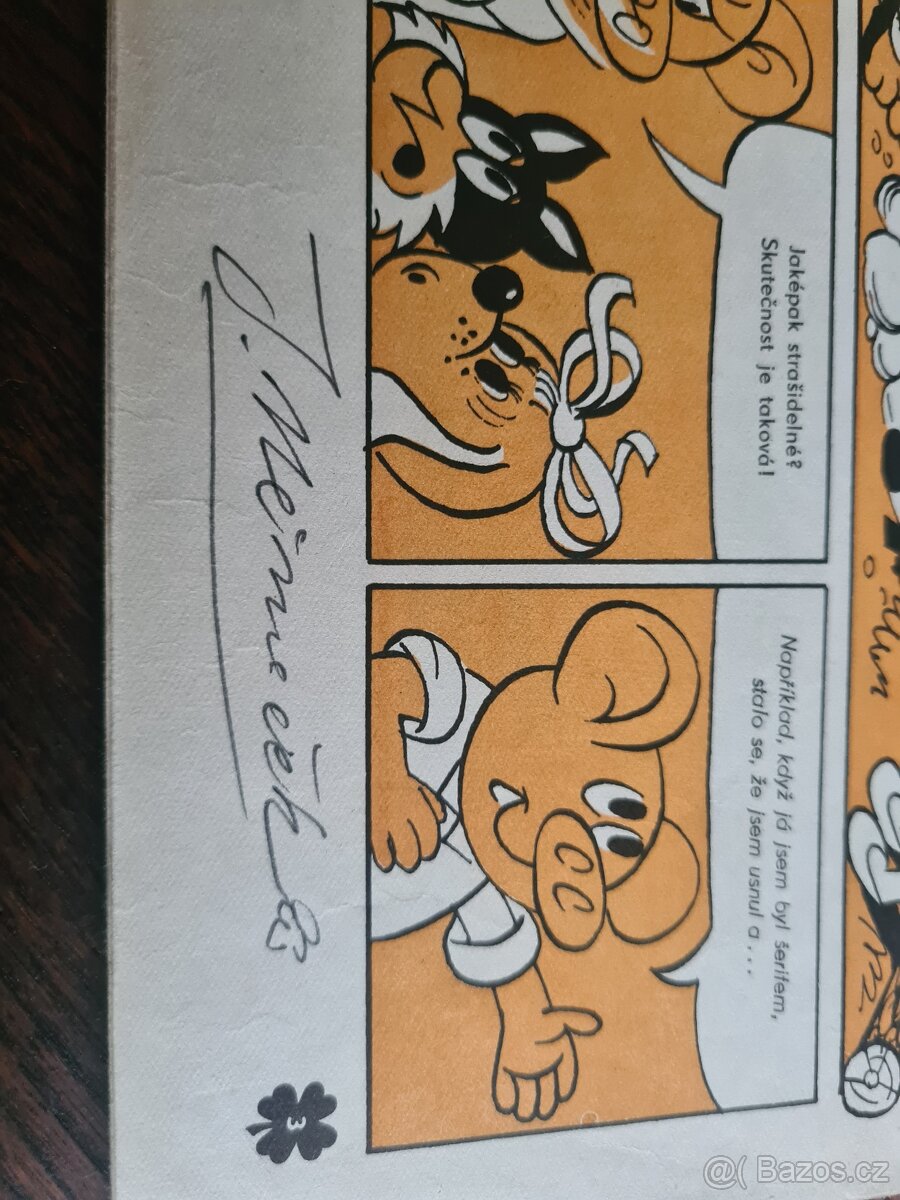 Jaképak strašidelné?
Skutečnost je taková!
Například, když já jsem byl šerifem,
stalo se, že jsem usnul a...
J. Němeček
3
@( Bazos.cz